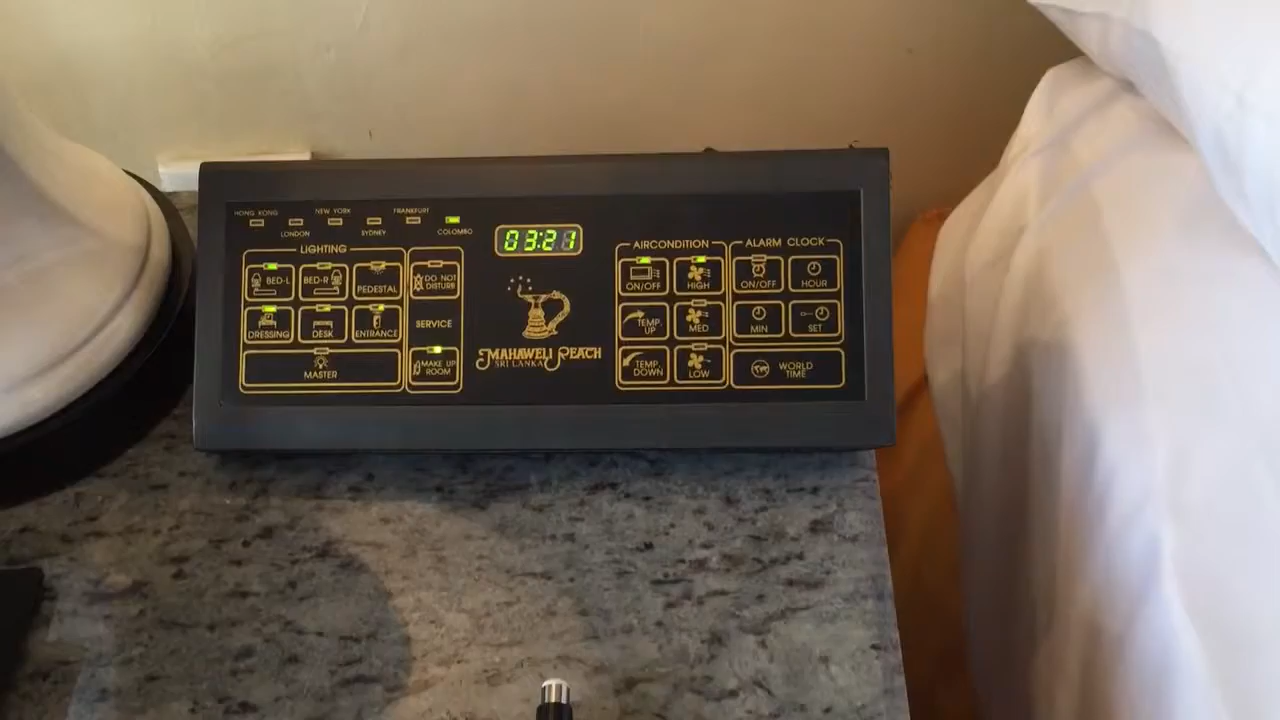 HONG KONG
LONDON
NEW YORK
SYDNEY
FRANKFURT
COLOMBO
LIGHTING
BED-L
BED-R
PEDESTAL
DRESSING
DESK
ENTRANCE
MASTER
DO NOT
DISTURB
SERVICE
MAKE UP
ROOM
03:21
MAHAWELI REACH
SRI LANKA
AIRCONDITION
ON/OFF
HIGH
TEMP.
UP
MED
TEMP.
DOWN
LOW
ALARM CLOCK
ON/OFF
HOUR
MIN
SET
WORLD
TIME